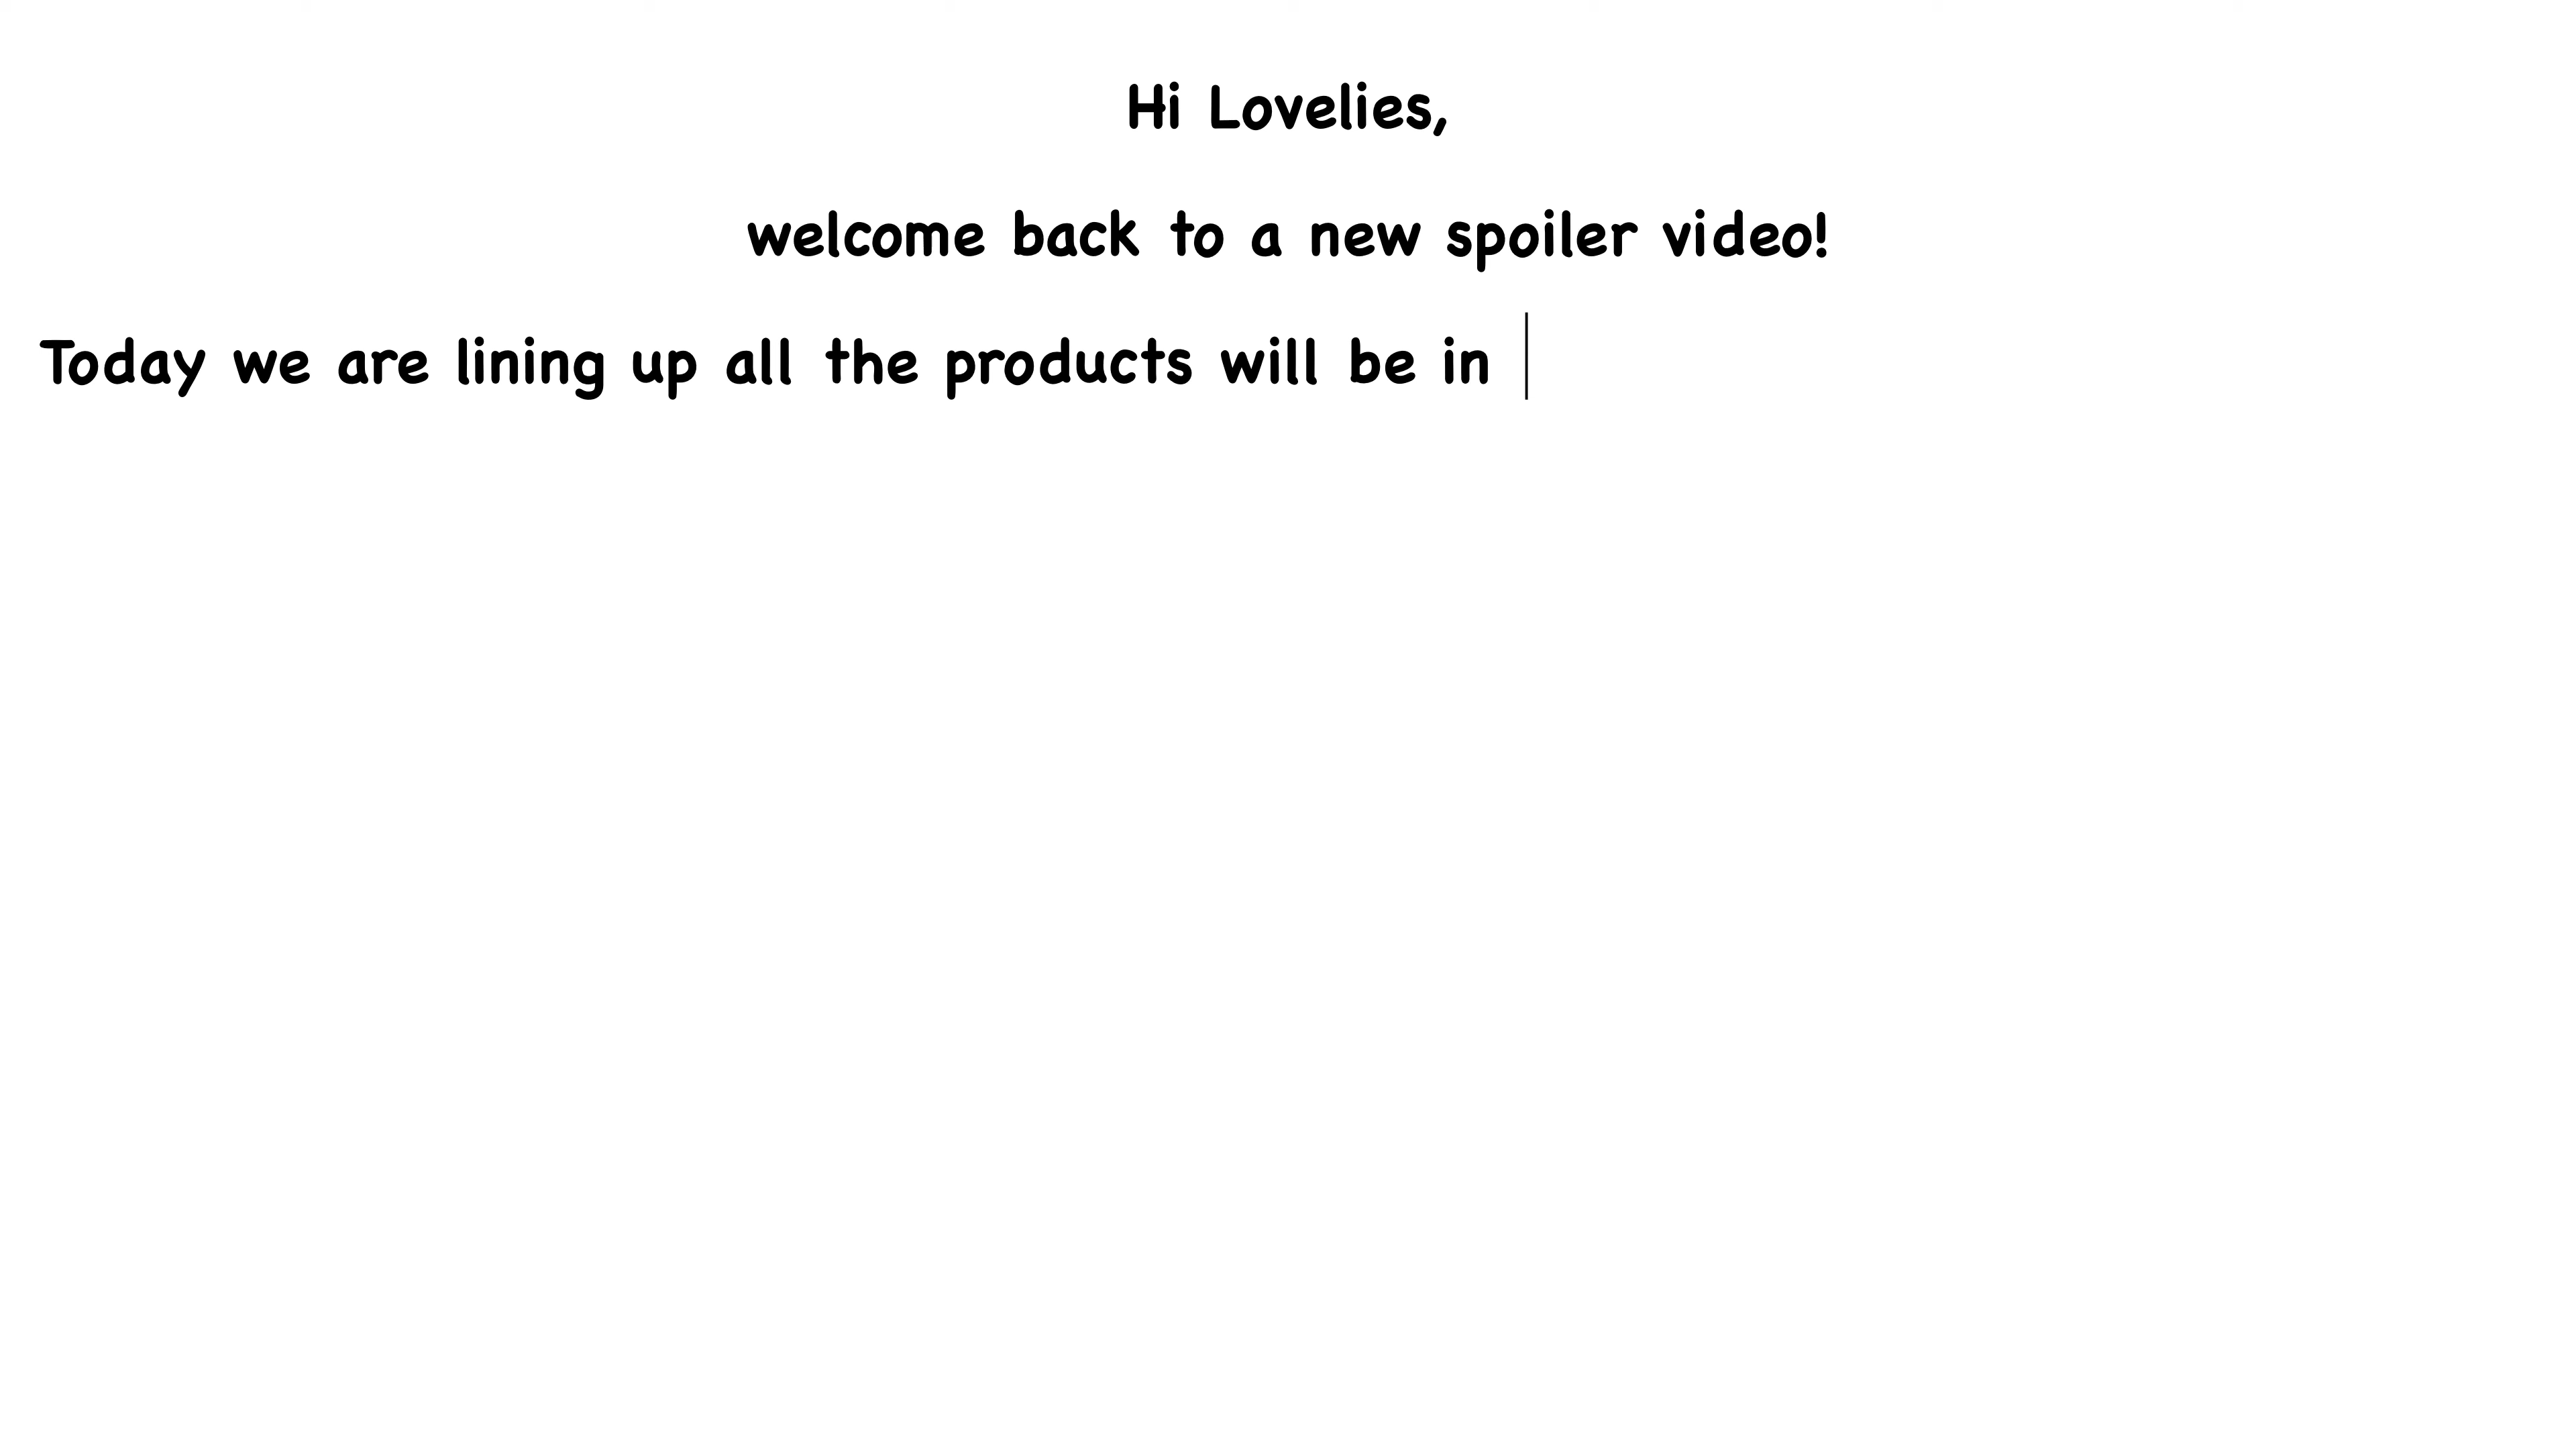 Hi Lovelies,
welcome back to a new spoiler video!
Today we are lining up all the products will be in